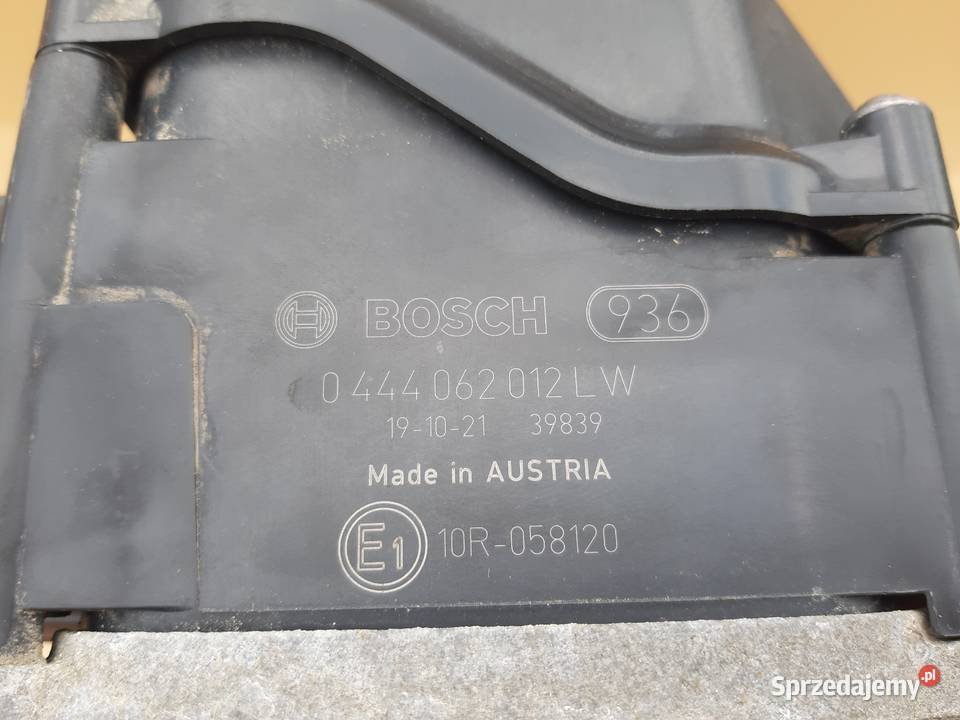 BOSCH 936
0 444 062 012 LW
19-10-21 39839
Made in AUSTRIA
E1 10R-058120
Sprzedajemy.pl